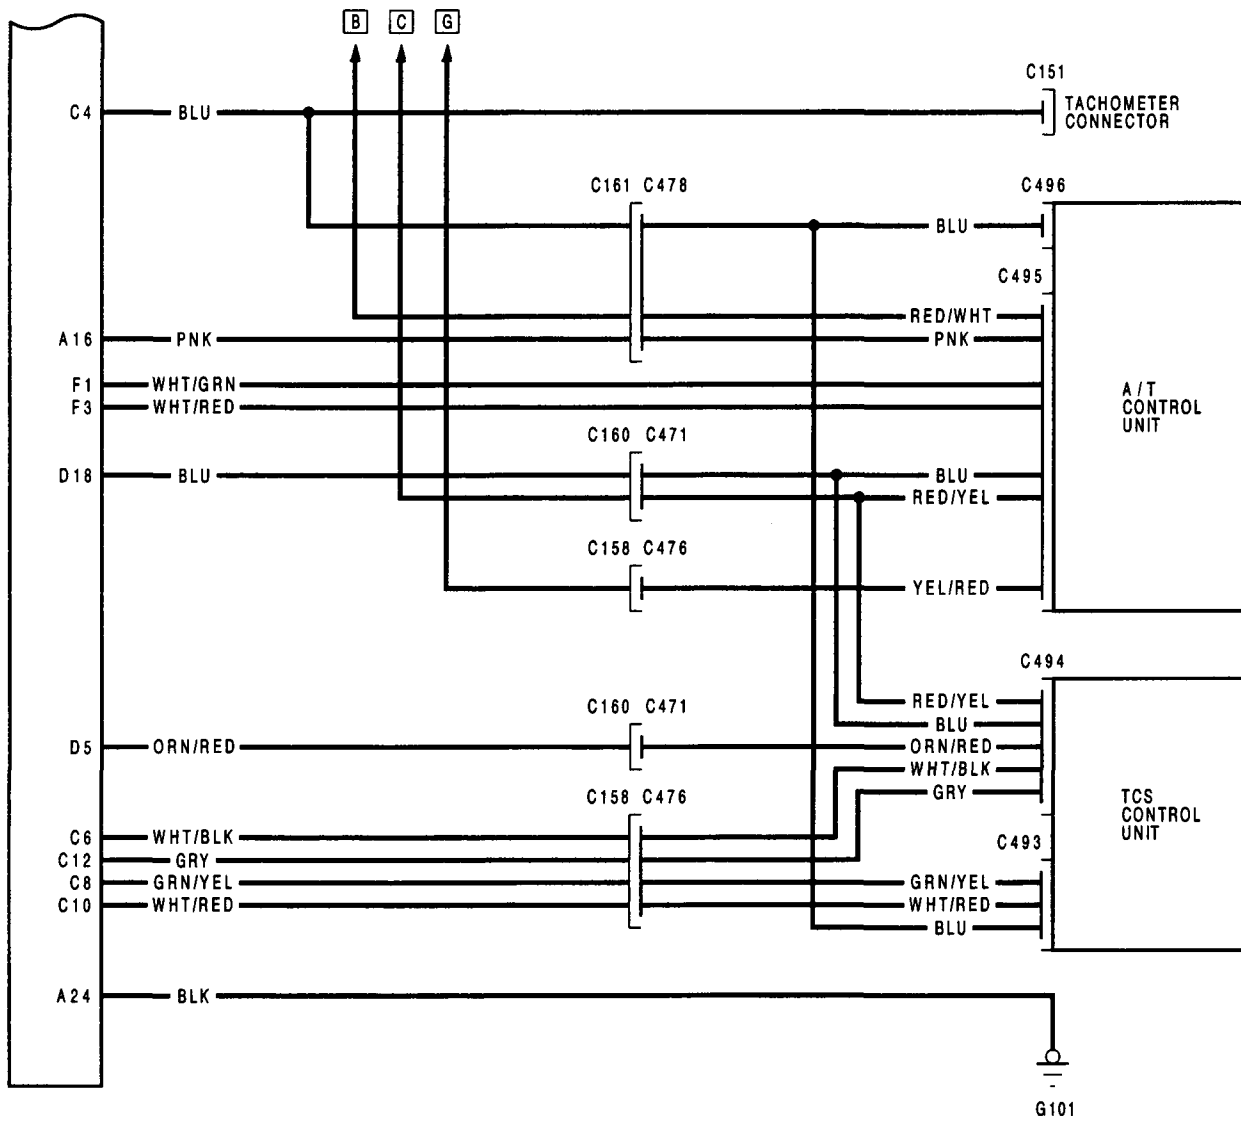 B C G
C151
C4 BLU TACHOMETER
CONNECTOR
C161 C478 C496
BLU
C495
RED/WHT
A16 PNK PNK
F1 WHT/GRN
F3 WHT/RED
A/T
CONTROL
UNIT
C160 C471
D18 BLU BLU
RED/YEL
C158 C476
YEL/RED
C494
RED/YEL
BLU
C160 C471
D5 ORN/RED ORN/RED
WHT/BLK
GRY
C158 C476
TCS
CONTROL
UNIT
C6 WHT/BLK
C493
C12 GRY
C8 GRN/YEL GRN/YEL
C10 WHT/RED WHT/RED
BLU
A24 BLK
G101